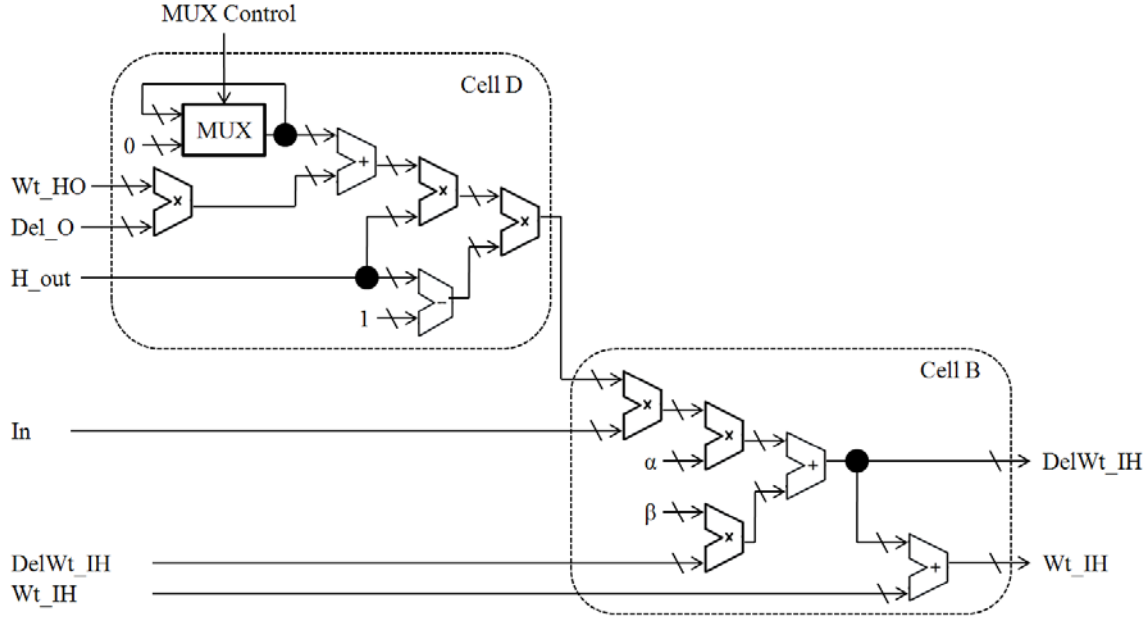 MUX Control
Cell D
MUX
0
+
Wt_HO
×
×
×
Del_O
H_out
−
1
Cell B
×
In
×
α
+
DelWt_IH
β
×
DelWt_IH
+
Wt_IH
Wt_IH